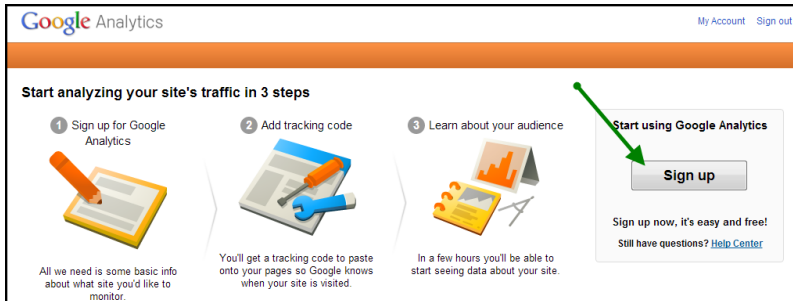 Google Analytics
My Account Sign out
Start analyzing your site's traffic in 3 steps
1 Sign up for Google
Analytics
2 Add tracking code
3 Learn about your audience
All we need is some basic info
about what site you'd like to
monitor.
You'll get a tracking code to paste
onto your pages so Google knows
when your site is visited.
In a few hours you'll be able to
start seeing data about your site.
Start using Google Analytics
Sign up
Sign up now, it's easy and free!
Still have questions? Help Center